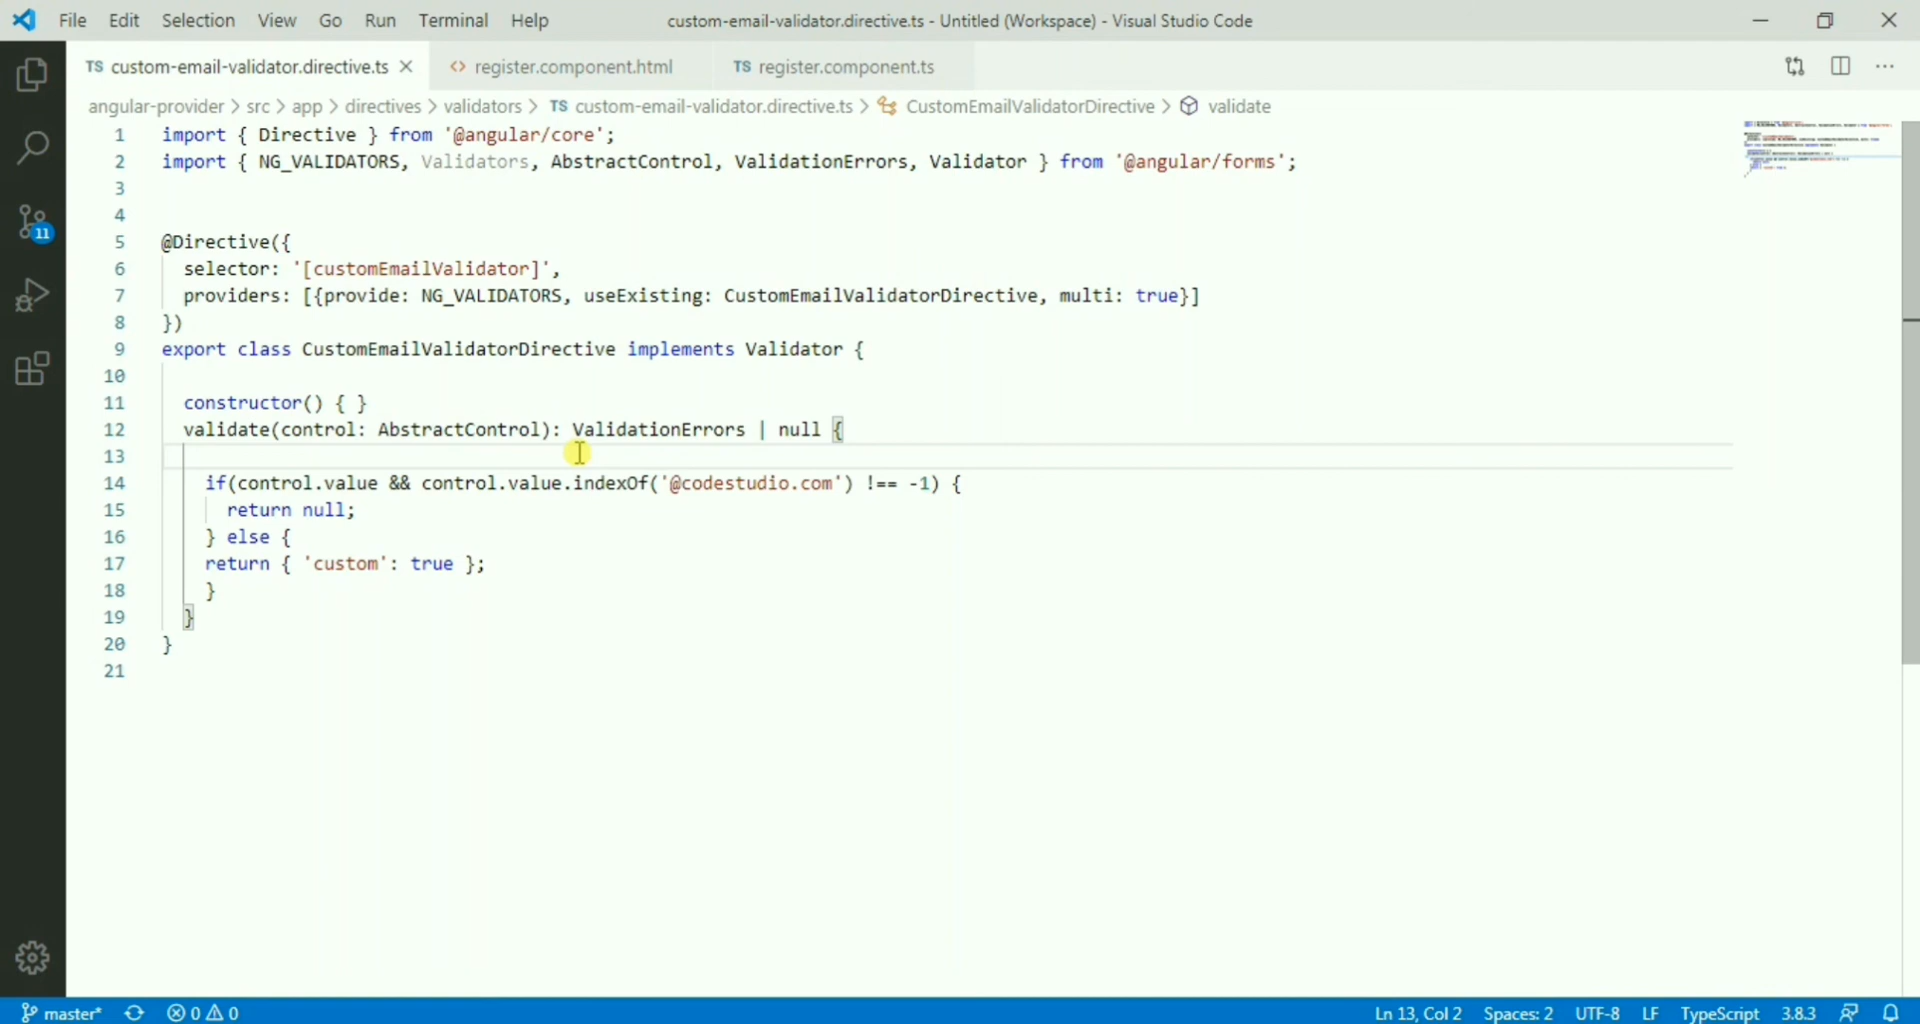 File Edit Selection View Go Run Terminal Help custom-email-validator.directive.ts - Untitled (Workspace) - Visual Studio Code
TS custom-email-validator.directive.ts <> register.component.html TS register.component.ts
angular-provider > src > app > directives > validators > TS custom-email-validator.directive.ts > CustomEmailValidatorDirective > validate
1 import { Directive } from '@angular/core';
2 import { NG_VALIDATORS, Validators, AbstractControl, ValidationErrors, Validator } from '@angular/forms';
3
4
5 @Directive({
6 selector: '[customEmailValidator]',
7 providers: [{provide: NG_VALIDATORS, useExisting: CustomEmailValidatorDirective, multi: true}]
8 })
9 export class CustomEmailValidatorDirective implements Validator {
10
11 constructor() { }
12 validate(control: AbstractControl): ValidationErrors | null {
13
14 if(control.value && control.value.indexOf('@codestudio.com') !== -1) {
15 return null;
16 } else {
17 return { 'custom': true };
18 }
19 }
20 }
21
11
master* 0 0 Ln 13, Col 2 Spaces: 2 UTF-8 LF TypeScript 3.8.3